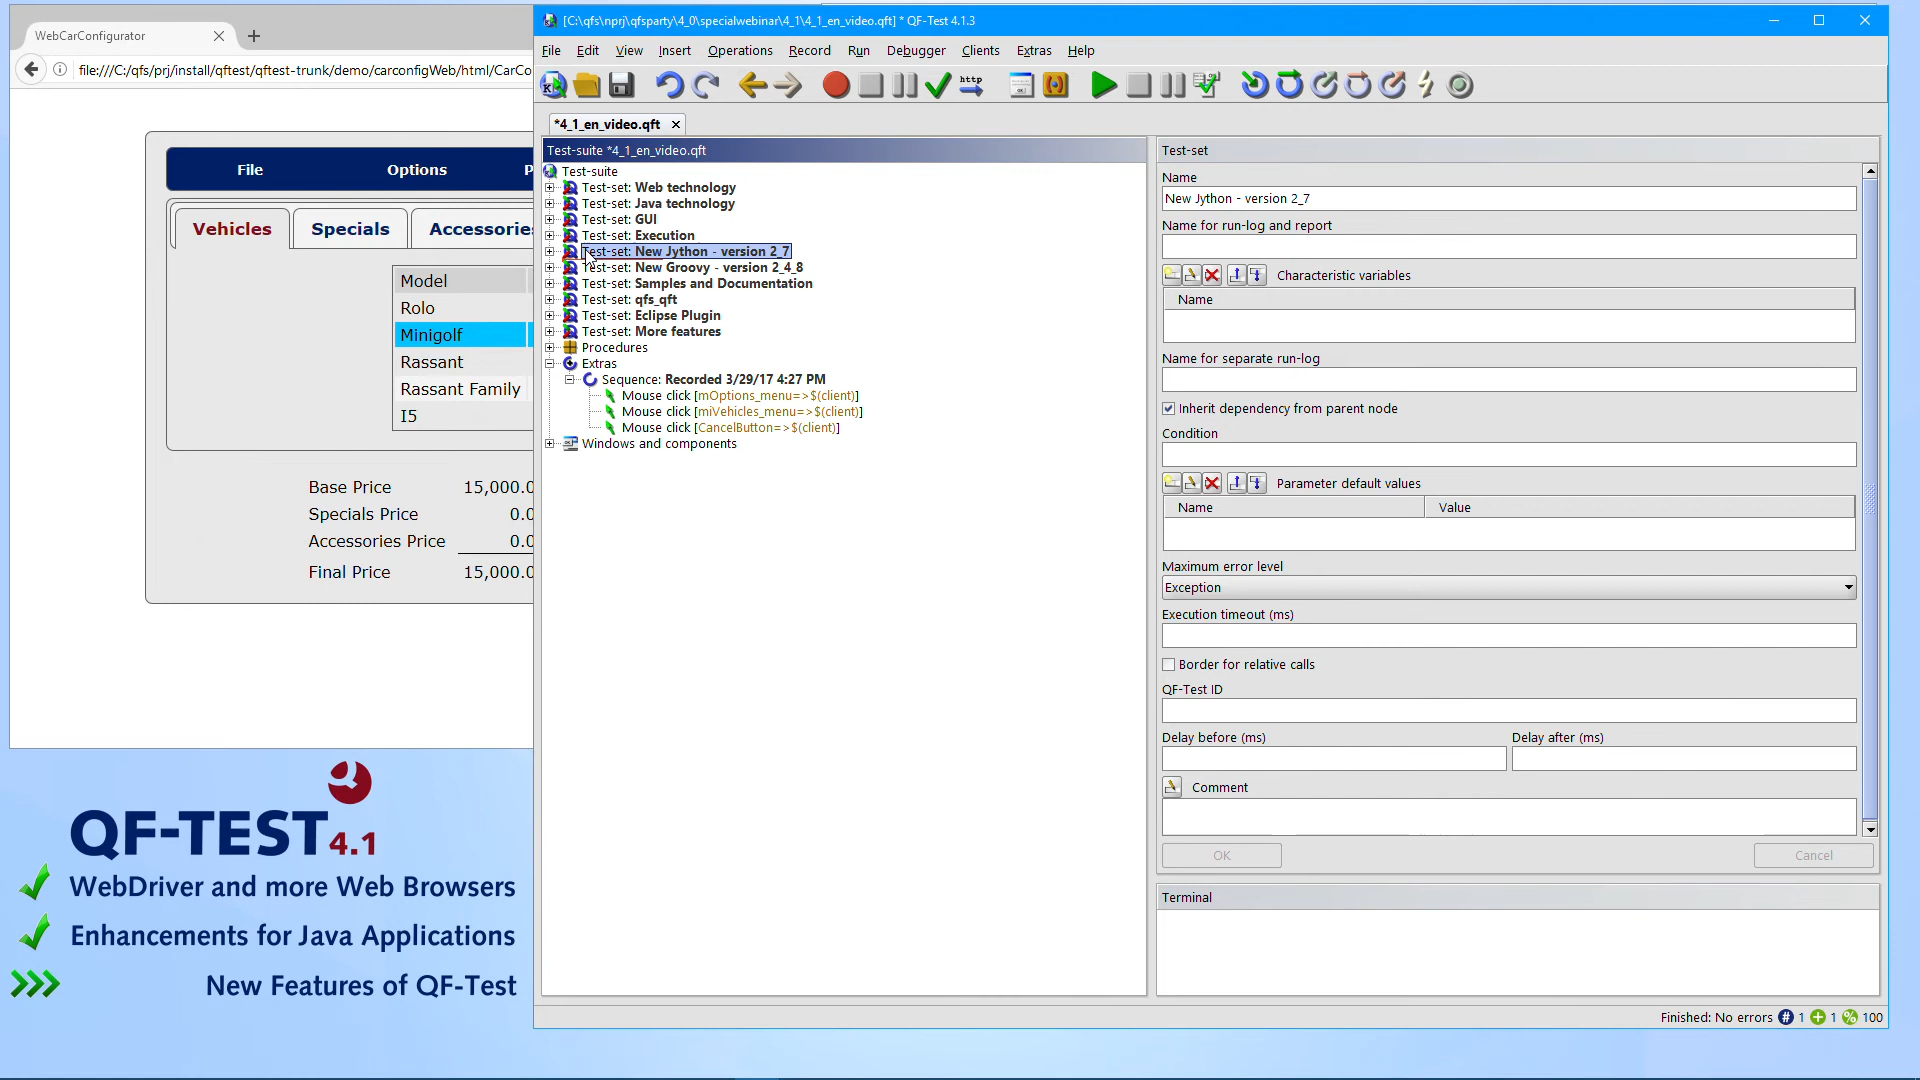 WebCarConfigurator
file:///C:/qfs/prj/install/qftest/qftest-trunk/demo/carconfigWeb/html/CarCo
File Options P
Vehicles Specials Accessories
Model
Rolo
Minigolf
Rassant
Rassant Family
I5
Base Price 15,000.0
Specials Price 0.0
Accessories Price 0.0
Final Price 15,000.0
QF-TEST 4.1
WebDriver and more Web Browsers
Enhancements for Java Applications
New Features of QF-Test
[C:\qfs\nprj\qfsparty\4_0\specialwebinar\4_1\4_1_en_video.qft] * QF-Test 4.1.3
File Edit View Insert Operations Record Run Debugger Clients Extras Help
http
*4_1_en_video.qft
Test-suite *4_1_en_video.qft
Test-suite
Test-set: Web technology
Test-set: Java technology
Test-set: GUI
Test-set: Execution
Test-set: New Jython - version 2_7
Test-set: New Groovy - version 2_4_8
Test-set: Samples and Documentation
Test-set: qfs_qft
Test-set: Eclipse Plugin
Test-set: More features
Procedures
Extras
Sequence: Recorded 3/29/17 4:27 PM
Mouse click [mOptions_menu=>$(client)]
Mouse click [miVehicles_menu=>$(client)]
Mouse click [CancelButton=>$(client)]
Windows and components
Test-set
Name
New Jython - version 2_7
Name for run-log and report
Characteristic variables
Name
Name for separate run-log
Inherit dependency from parent node
Condition
Parameter default values
Name Value
Maximum error level
Exception
Execution timeout (ms)
Border for relative calls
QF-Test ID
Delay before (ms) Delay after (ms)
Comment
OK Cancel
Terminal
Finished: No errors # 1 + 1 % 100